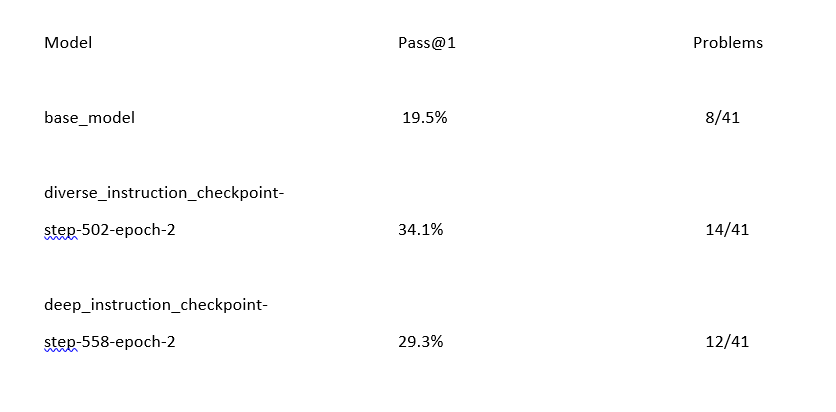 Model Pass@1 Problems
base_model 19.5% 8/41
diverse_instruction_checkpoint-
step-502-epoch-2 34.1% 14/41
deep_instruction_checkpoint-
step-558-epoch-2 29.3% 12/41